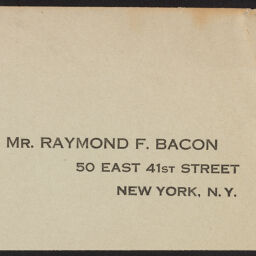 Mr. RAYMOND F. BACON
50 EAST 41ST STREET
NEW YORK, N.Y.